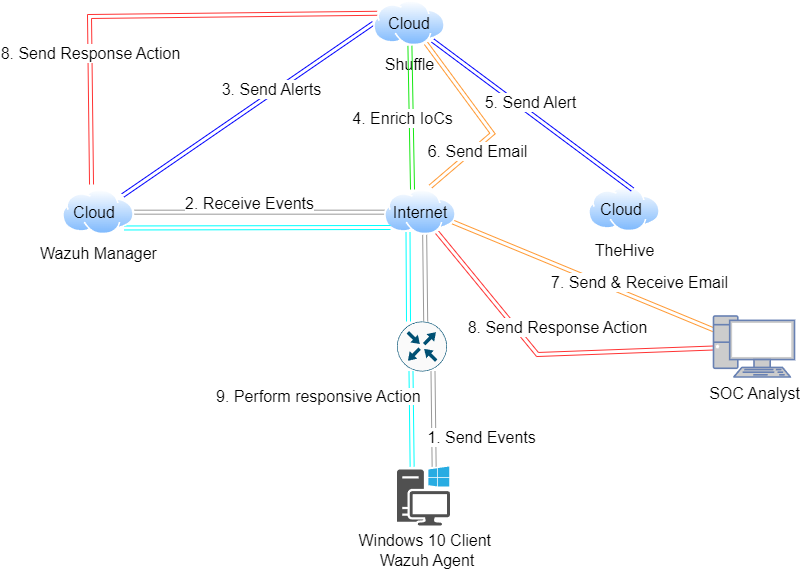 Cloud
8. Send Response Action
Shuffle
3. Send Alerts
5. Send Alert
4. Enrich IoCs
6. Send Email
2. Receive Events
Cloud
Internet
Cloud
Wazuh Manager
TheHive
7. Send & Receive Email
8. Send Response Action
SOC Analyst
9. Perform responsive Action
1. Send Events
Windows 10 Client
Wazuh Agent